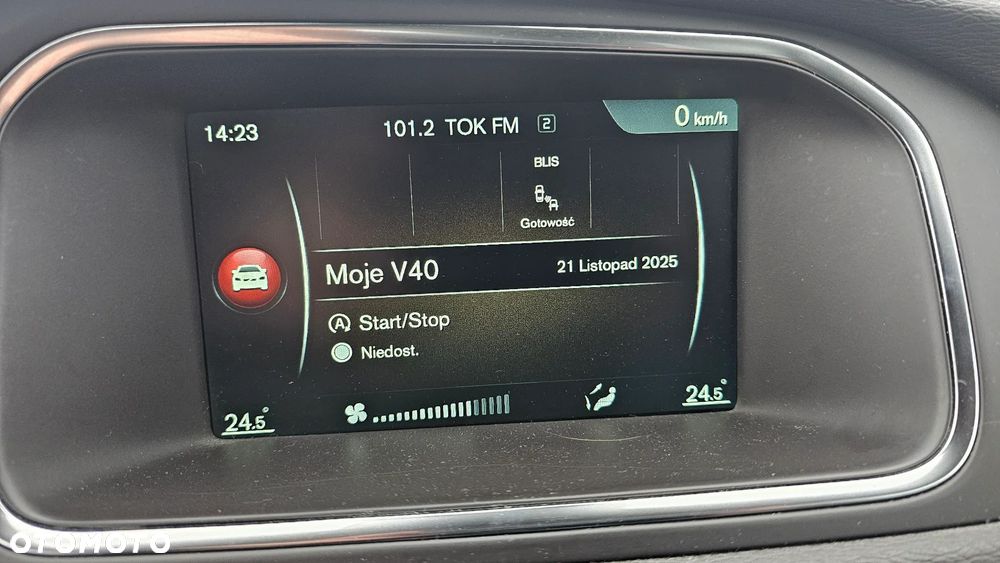 14:23
101.2 TOK FM 2
0 km/h
BLIS
Gotowość
Moje V40
21 Listopad 2025
A Start/Stop
Niedost.
24.5°
24.5°
OTOMOTO